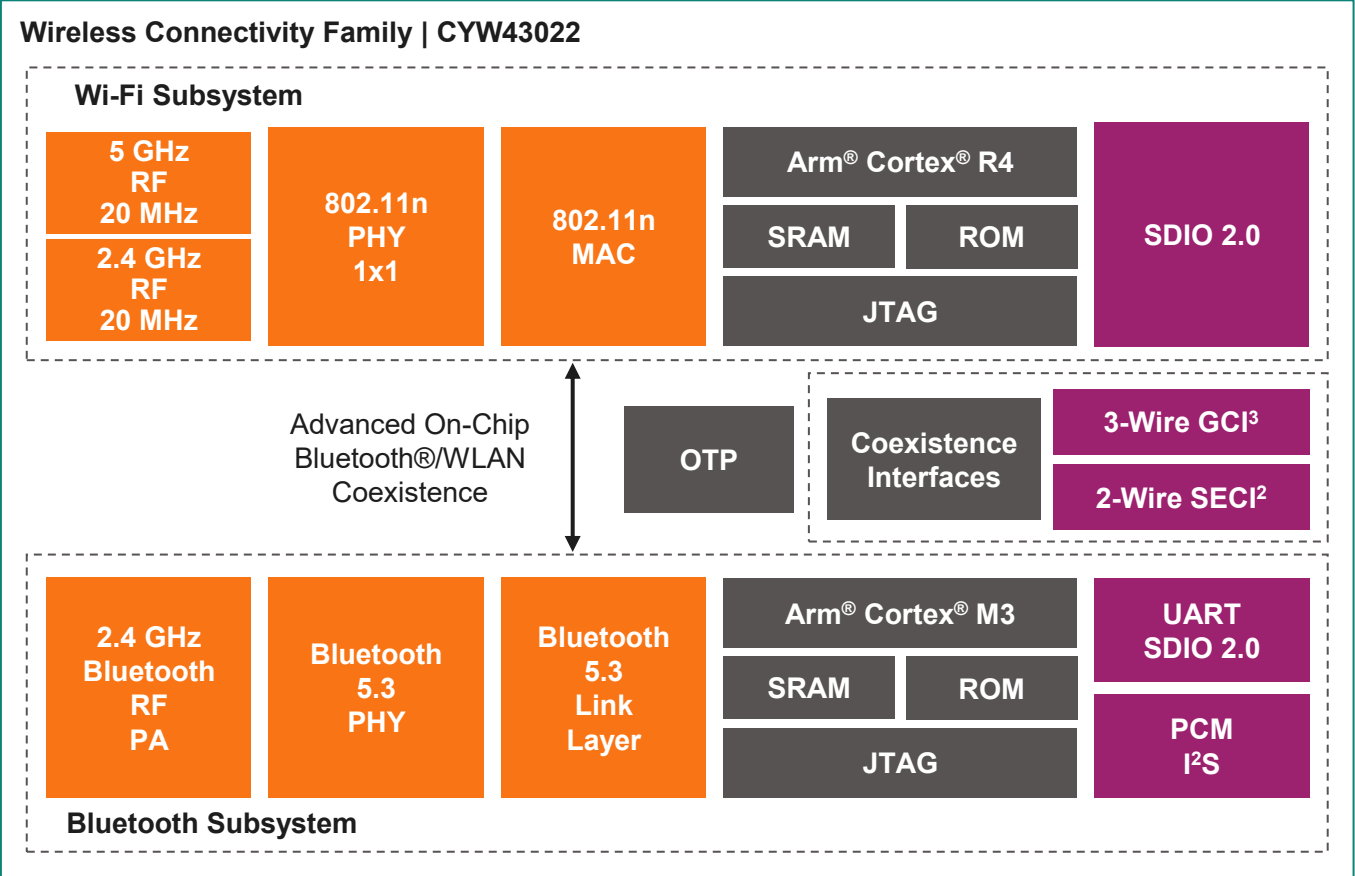 Wireless Connectivity Family | CYW43022
Wi-Fi Subsystem
5 GHz
RF
20 MHz
2.4 GHz
RF
20 MHz
802.11n
PHY
1x1
802.11n
MAC
Arm® Cortex® R4
SRAM
ROM
JTAG
SDIO 2.0
Advanced On-Chip
Bluetooth®/WLAN
Coexistence
OTP
Coexistence
Interfaces
3-Wire GCI³
2-Wire SECI²
2.4 GHz
Bluetooth
RF
PA
Bluetooth
5.3
PHY
Bluetooth
5.3
Link
Layer
Arm® Cortex® M3
SRAM
ROM
JTAG
UART
SDIO 2.0
PCM
I²S
Bluetooth Subsystem